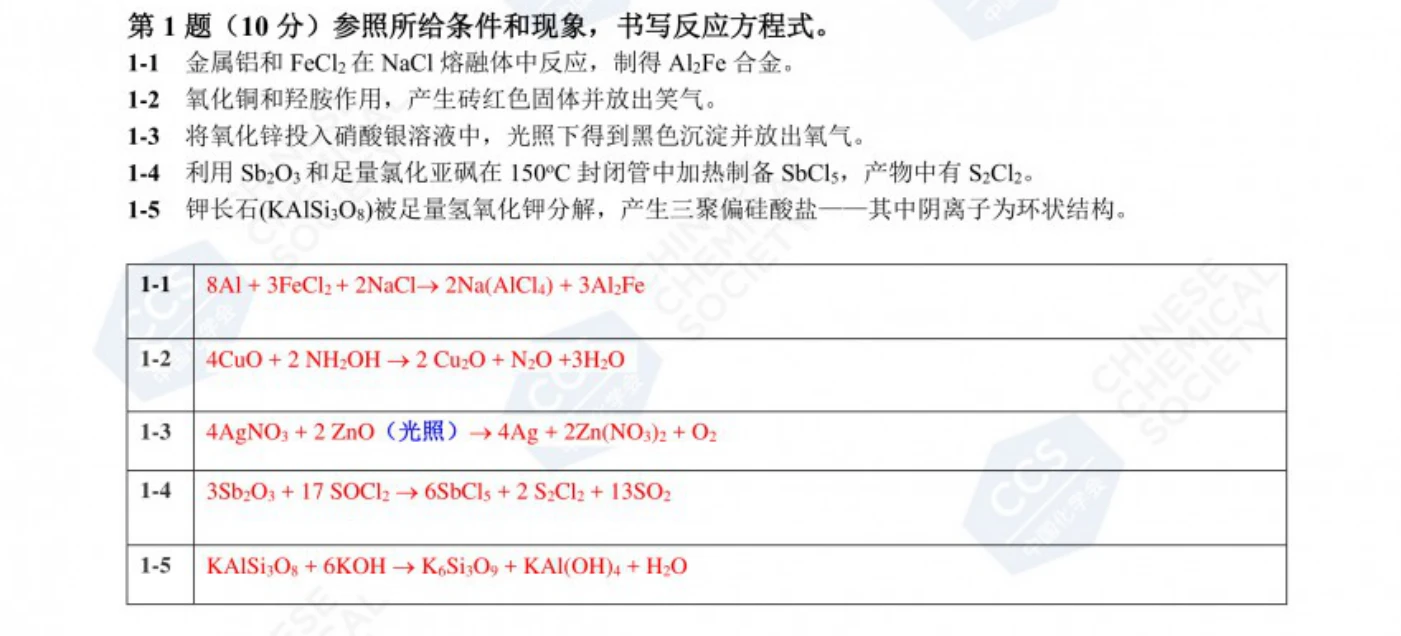 第 1 题（10 分）参照所给条件和现象，书写反应方程式。
1-1 金属铝和 FeCl₂ 在 NaCl 熔融体中反应，制得 Al₂Fe 合金。
1-2 氧化铜和羟胺作用，产生砖红色固体并放出笑气。
1-3 将氧化锌投入硝酸银溶液中，光照下得到黑色沉淀并放出氧气。
1-4 利用 Sb₂O₃ 和足量氯化亚砜在 150ºC 封闭管中加热制备 SbCl₅，产物中有 S₂Cl₂。
1-5 钾长石(KAlSi₃O₈)被足量氢氧化钾分解，产生三聚偏硅酸盐——其中阴离子为环状结构。
1-1 8Al + 3FeCl₂ + 2NaCl→ 2Na(AlCl₄) + 3Al₂Fe
1-2 4CuO + 2 NH₂OH → 2 Cu₂O + N₂O +3H₂O
1-3 4AgNO₃ + 2 ZnO（光照）→ 4Ag + 2Zn(NO₃)₂ + O₂
1-4 3Sb₂O₃ + 17 SOCl₂ → 6SbCl₅ + 2 S₂Cl₂ + 13SO₂
1-5 KAlSi₃O₈ + 6KOH → K₆Si₃O₉ + KAl(OH)₄ + H₂O
CCS
中国化学会
CHINESE
CHEMICAL
SOCIETY